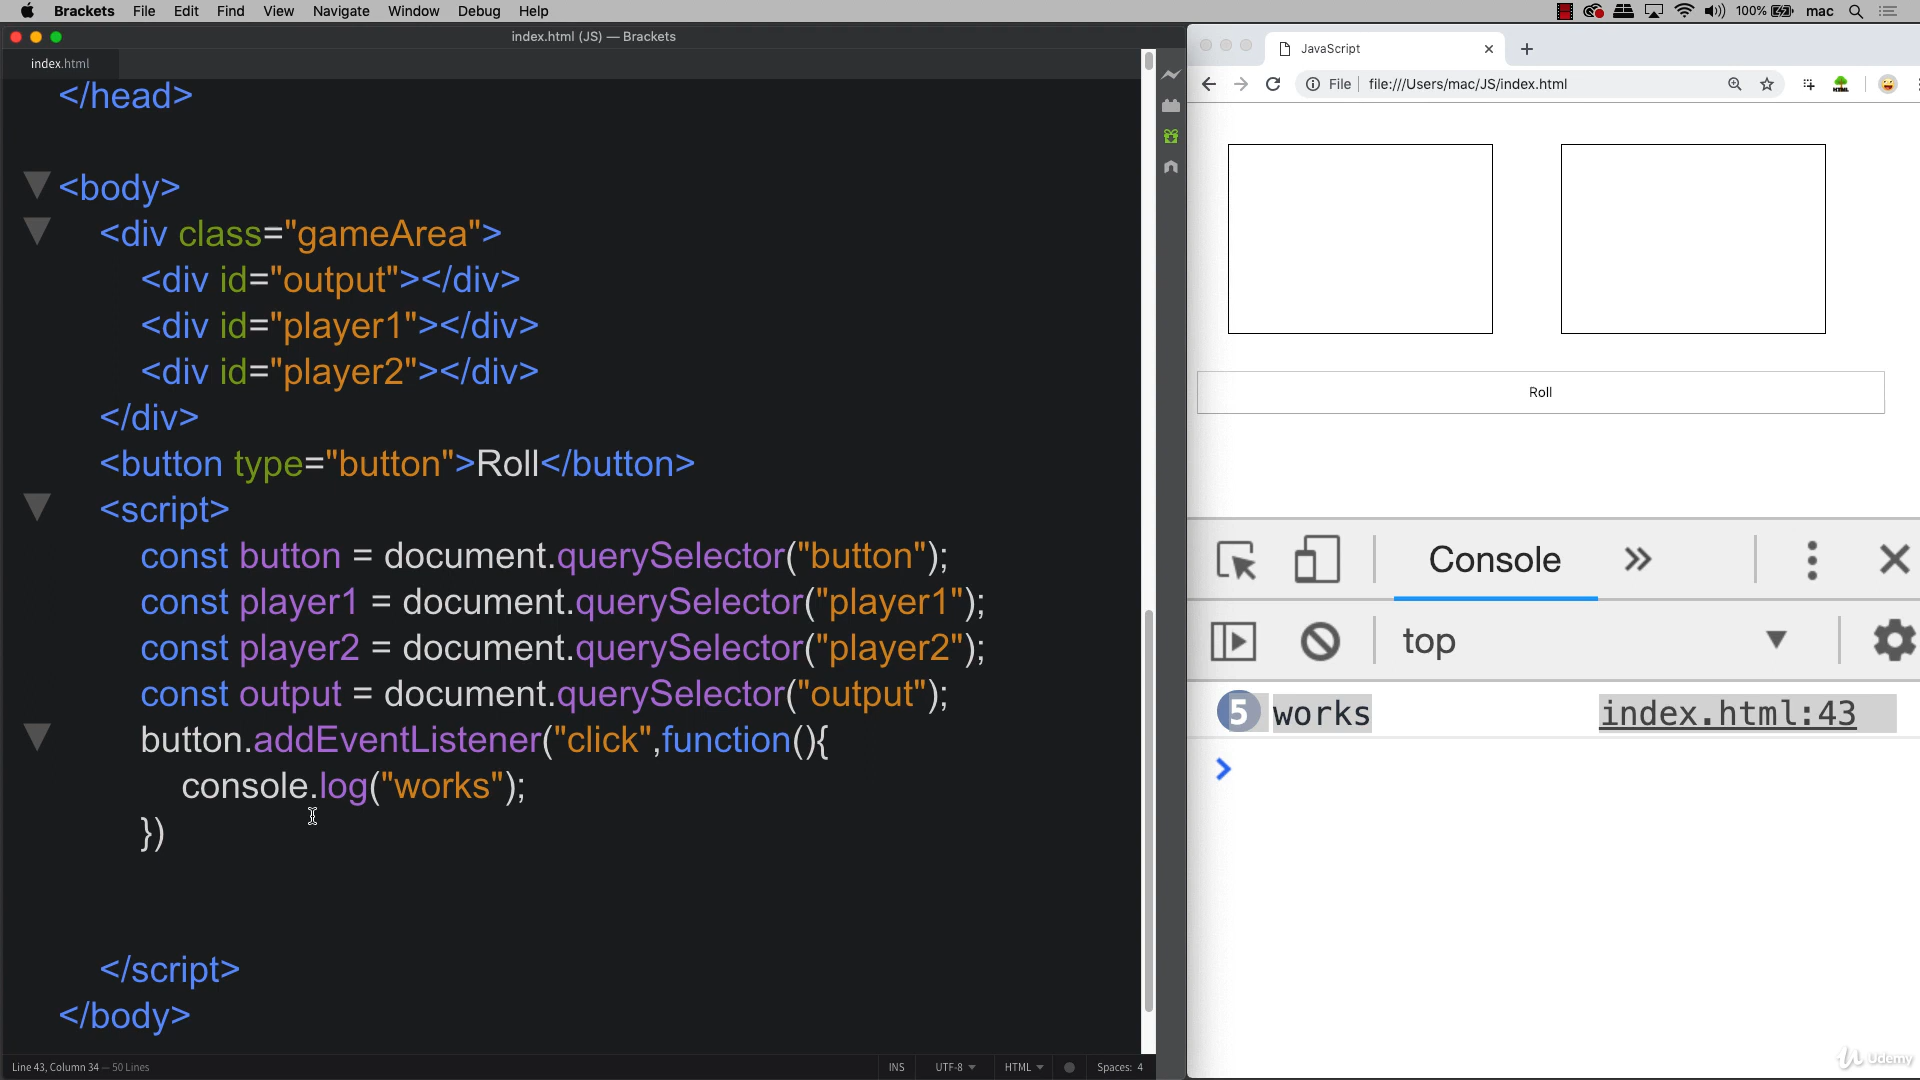 Brackets File Edit Find View Navigate Window Debug Help 100% mac
index.html (JS) — Brackets
index.html
</head>
<body>
<div class="gameArea">
<div id="output"></div>
<div id="player1"></div>
<div id="player2"></div>
</div>
<button type="button">Roll</button>
<script>
const button = document.querySelector("button");
const player1 = document.querySelector("player1");
const player2 = document.querySelector("player2");
const output = document.querySelector("output");
button.addEventListener("click",function(){
console.log("works");
})
</script>
</body>
Line 43, Column 34 — 50 Lines
INS UTF-8 HTML Spaces: 4
JavaScript
File file:///Users/mac/JS/index.html
Roll
Console
top
5 works index.html:43
Udemy